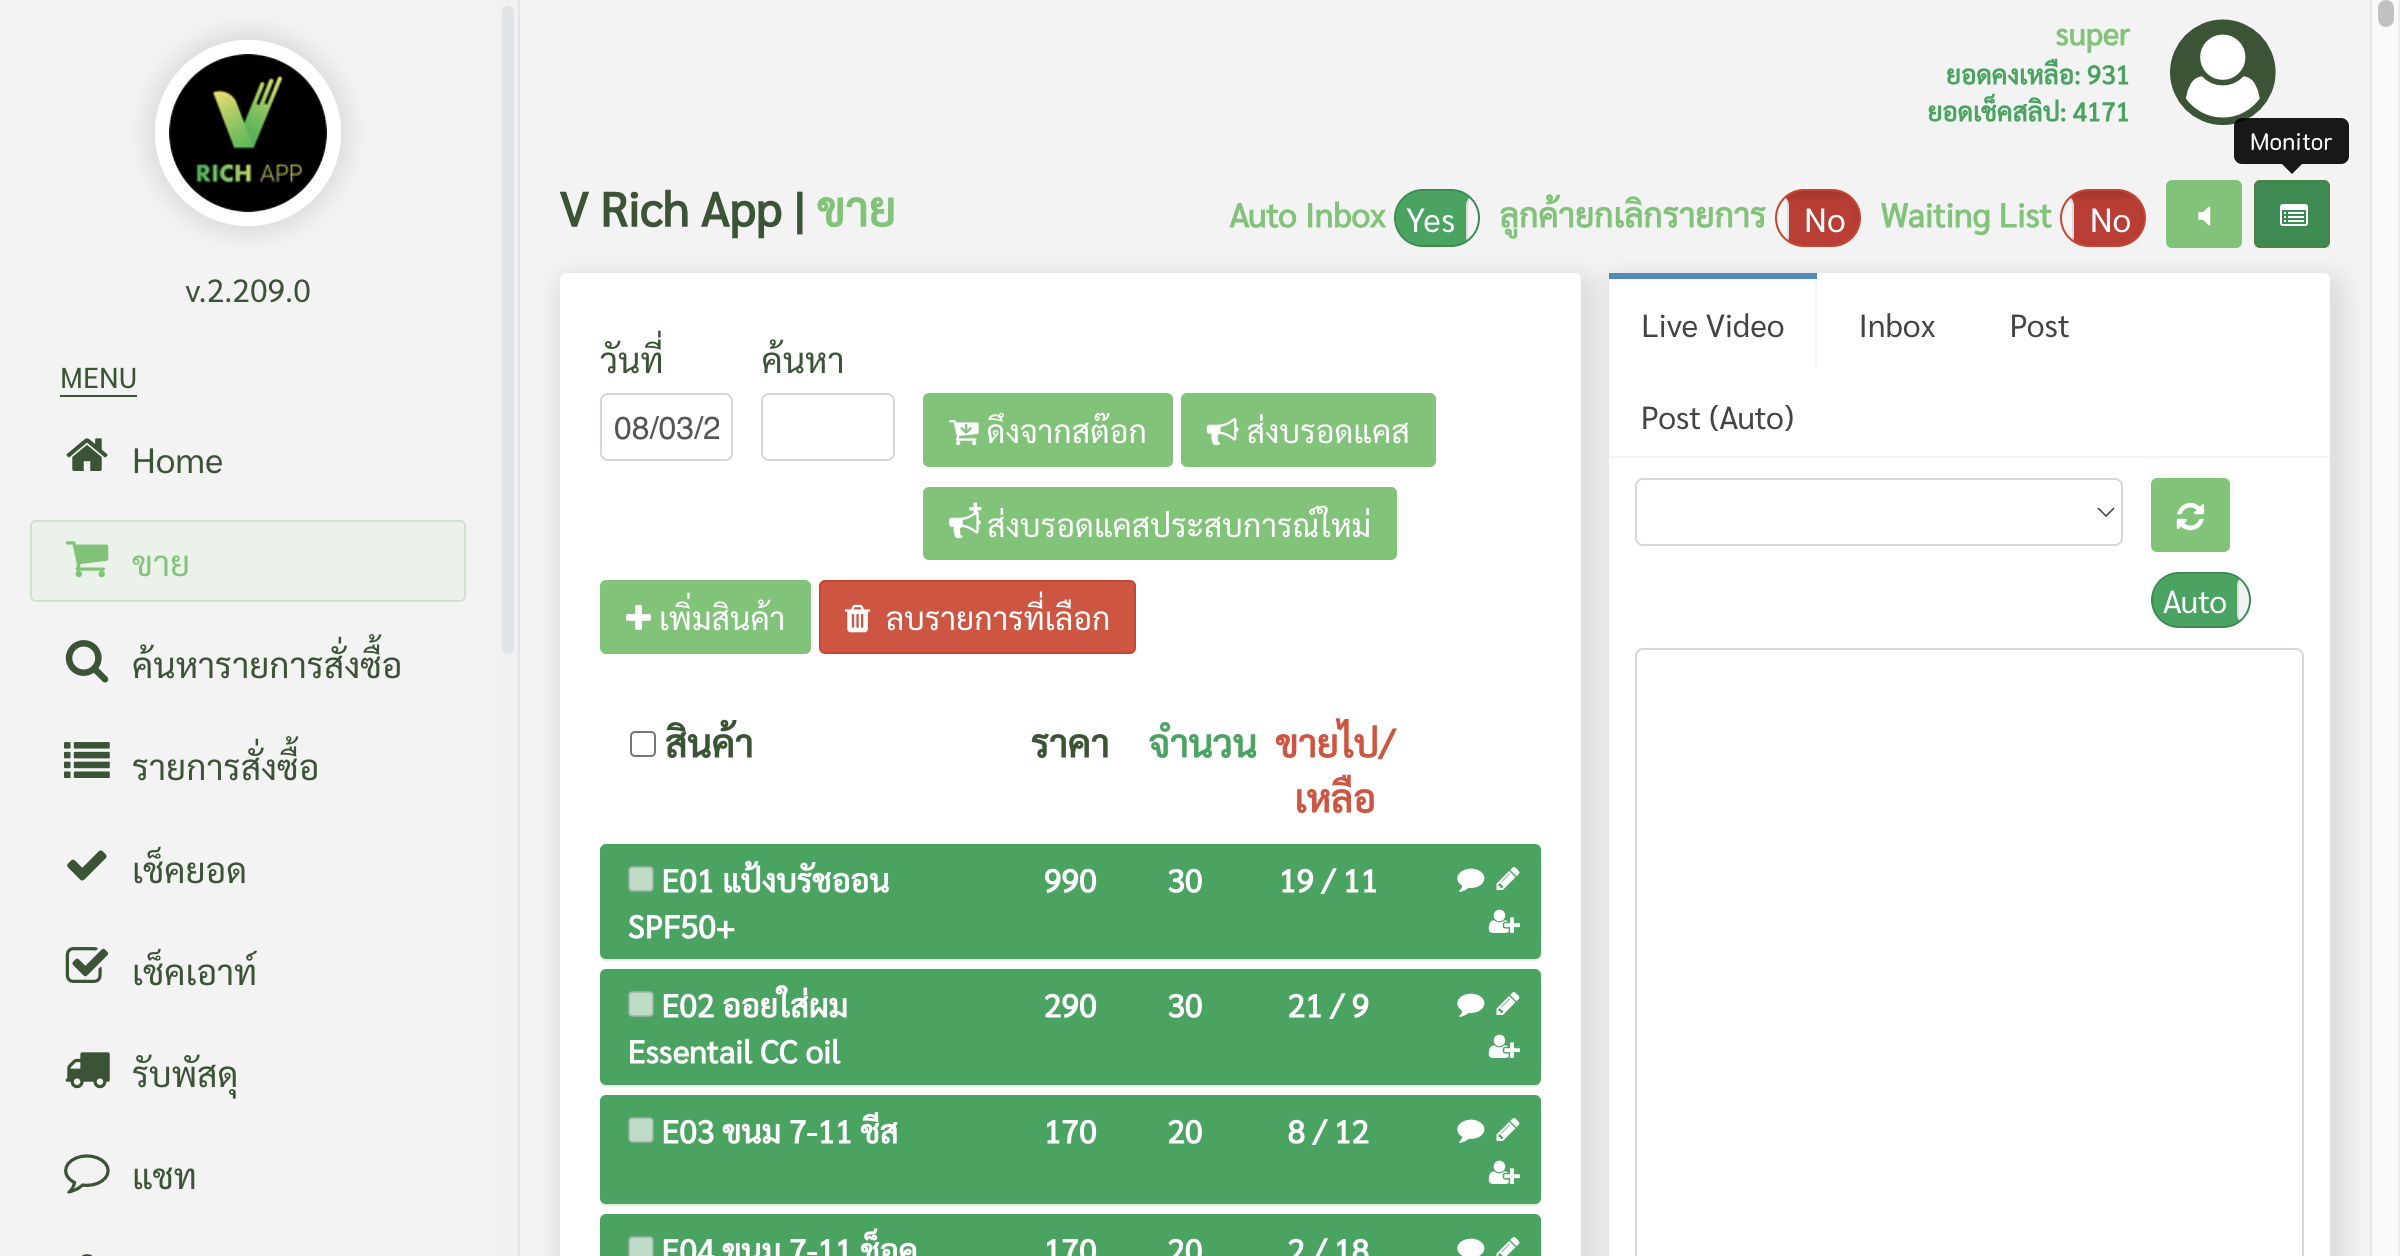 RICH APP
v.2.209.0
MENU
Home
ขาย
ค้นหารายการสั่งซื้อ
รายการสั่งซื้อ
เช็คยอด
เช็คเอาท์
รับพัสดุ
แชท
super
ยอดคงเหลือ: 931
ยอดเช็คสลิป: 4171
Monitor
V Rich App | ขาย
Auto Inbox Yes ลูกค้ายกเลิกรายการ No Waiting List No
วันที่ ค้นหา
08/03/2 ดึงจากสต๊อก ส่งบรอดแคส
ส่งบรอดแคสประสบการณ์ใหม่
เพิ่มสินค้า ลบรายการที่เลือก
สินค้า ราคา จำนวน ขายไป/
เหลือ
E01 แป้งบรัชออน 990 30 19 / 11
SPF50+
E02 ออยใส่ผม 290 30 21 / 9
Essentail CC oil
E03 ขนม 7-11 ชีส 170 20 8 / 12
E04 ขนม 7-11 ช็อค 170 20 2 / 18
Live Video Inbox Post
Post (Auto)
Auto